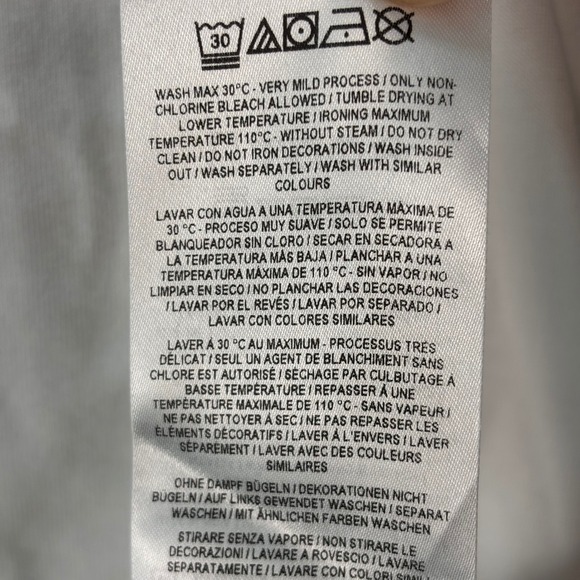 30
WASH MAX 30°C - VERY MILD PROCESS / ONLY NON-
CHLORINE BLEACH ALLOWED / TUMBLE DRYING AT
LOWER TEMPERATURE / IRONING MAXIMUM
TEMPERATURE 110°C - WITHOUT STEAM / DO NOT DRY
CLEAN / DO NOT IRON DECORATIONS / WASH INSIDE
OUT / WASH SEPARATELY / WASH WITH SIMILAR
COLOURS
LAVAR CON AGUA A UNA TEMPERATURA MÁXIMA DE
30 °C - PROCESO MUY SUAVE / SOLO SE PERMITE
BLANQUEADOR SIN CLORO / SECAR EN SECADORA A
LA TEMPERATURA MÁS BAJA / PLANCHAR A UNA
TEMPERATURA MÁXIMA DE 110 °C - SIN VAPOR / NO
LIMPIAR EN SECO / NO PLANCHAR LAS DECORACIONES
/ LAVAR POR EL REVÉS / LAVAR POR SEPARADO /
LAVAR CON COLORES SIMILARES
LAVER À 30 °C AU MAXIMUM - PROCESSUS TRÈS
DÉLICAT / SEUL UN AGENT DE BLANCHIMENT SANS
CHLORE EST AUTORISÉ / SÉCHAGE PAR CULBUTAGE À
BASSE TEMPÉRATURE / REPASSER À UNE
TEMPÉRATURE MAXIMALE DE 110 °C - SANS VAPEUR /
NE PAS NETTOYER À SEC / NE PAS REPASSER LES
ÉLÉMENTS DÉCORATIFS / LAVER À L'ENVERS / LAVER
SÉPAREMENT / LAVER AVEC DES COULEURS
SIMILAIRES
OHNE DAMPF BÜGELN / DEKORATIONEN NICHT
BÜGELN / AUF LINKS GEWENDET WASCHEN / SEPARAT
WASCHEN / MIT ÄHNLICHEN FARBEN WASCHEN
STIRARE SENZA VAPORE / NON STIRARE LE
DECORAZIONI / LAVARE A ROVESCIO / LAVARE
SEPARATAMENTE / LAVARE CON COLORI